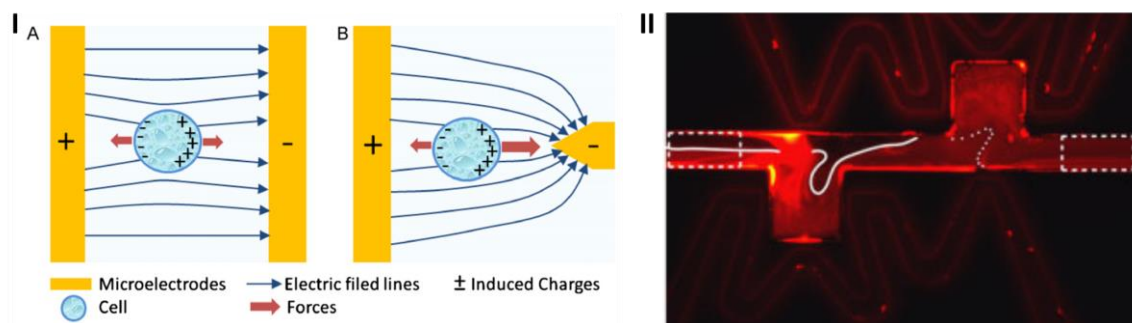 I
A
B
II
+
-
+
-
Microelectrodes
Electric filed lines
± Induced Charges
Cell
Forces